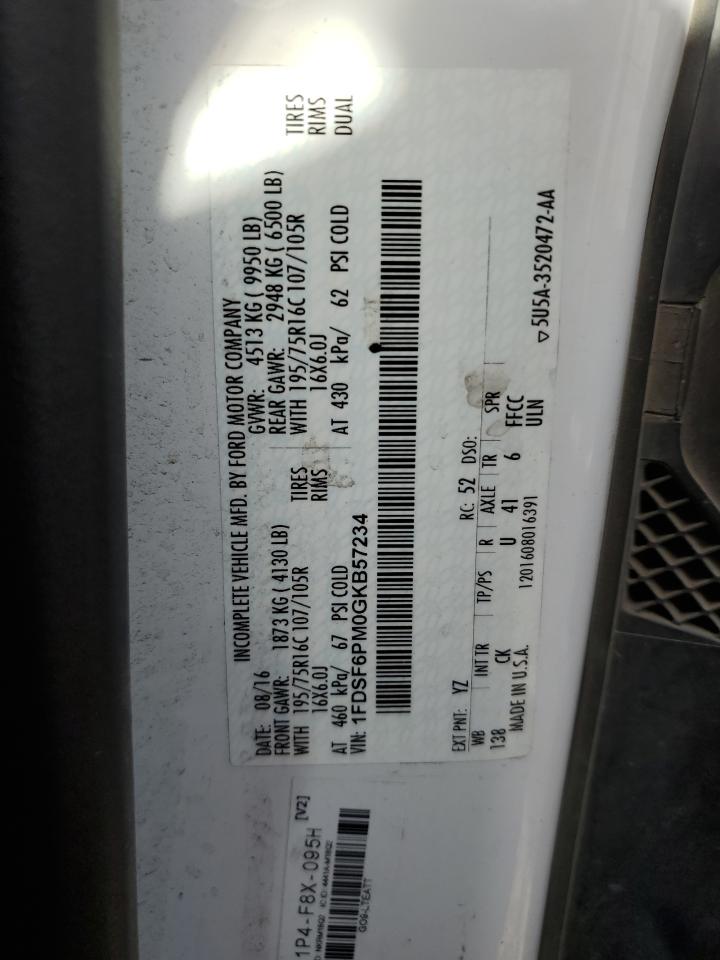 INCOMPLETE VEHICLE MFD. BY FORD MOTOR COMPANY
DATE: 08/16 GVWR: 4513 KG ( 9950 LB)
FRONT GAWR: 1873 KG ( 4130 LB) REAR GAWR: 2948 KG ( 6500 LB)
WITH 195/75R16C 107/105R TIRES WITH 195/75R16C 107/105R TIRES
16X6.0J RIMS 16X6.0J RIMS
AT 460 kPa/ 67 PSI COLD AT 430 kPa/ 62 PSI COLD DUAL
VIN: 1FDSF6PM0GKB57234
EXT PNT: YZ RC: 52 DSO:
WB INT TR TP/PS R AXLE TR SPR
138 CK U 41 6 FFCC
MADE IN U.S.A. 1201608016391 ULN
▽5U5A-3520472-AA
1P4-F8X-095H [V2]
GO9-LTEATT